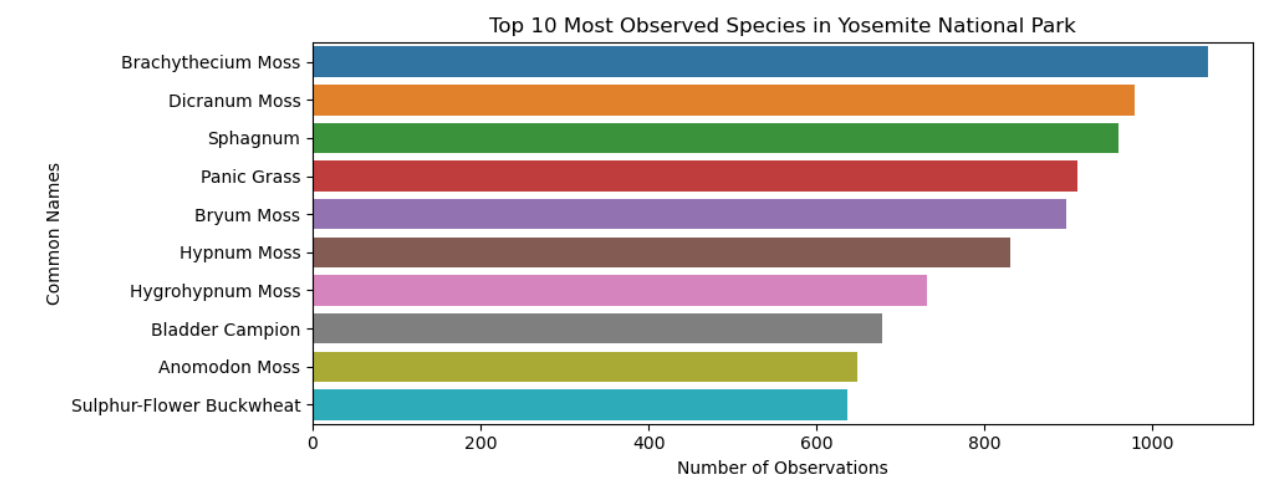 Top 10 Most Observed Species in Yosemite National Park
Common Names
Brachythecium Moss
Dicranum Moss
Sphagnum
Panic Grass
Bryum Moss
Hypnum Moss
Hygrohypnum Moss
Bladder Campion
Anomodon Moss
Sulphur-Flower Buckwheat
0 200 400 600 800 1000
Number of Observations